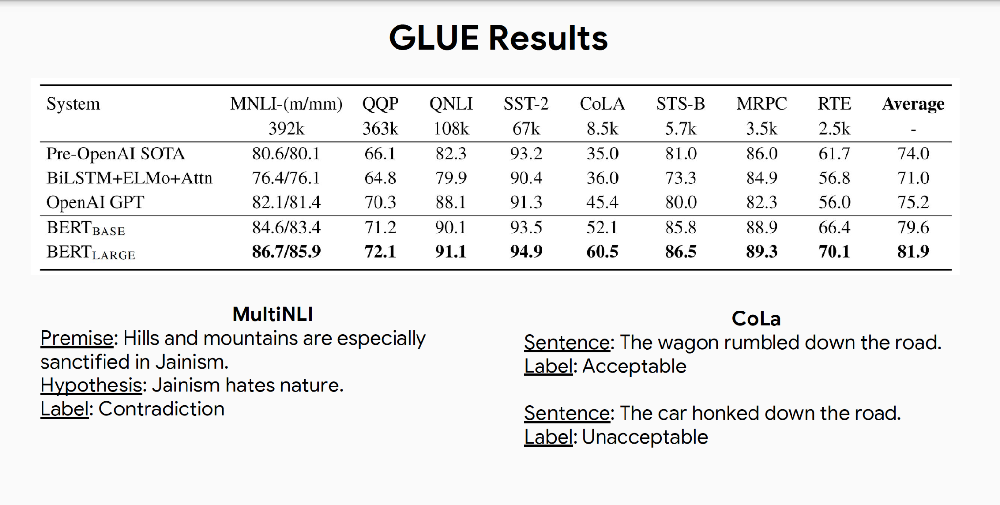 GLUE Results
System MNLI-(m/mm) QQP QNLI SST-2 CoLA STS-B MRPC RTE Average
392k 363k 108k 67k 8.5k 5.7k 3.5k 2.5k -
Pre-OpenAI SOTA 80.6/80.1 66.1 82.3 93.2 35.0 81.0 86.0 61.7 74.0
BiLSTM+ELMo+Attn 76.4/76.1 64.8 79.9 90.4 36.0 73.3 84.9 56.8 71.0
OpenAI GPT 82.1/81.4 70.3 88.1 91.3 45.4 80.0 82.3 56.0 75.2
BERTBASE 84.6/83.4 71.2 90.1 93.5 52.1 85.8 88.9 66.4 79.6
BERTLARGE 86.7/85.9 72.1 91.1 94.9 60.5 86.5 89.3 70.1 81.9
MultiNLI
Premise: Hills and mountains are especially
sanctified in Jainism.
Hypothesis: Jainism hates nature.
Label: Contradiction
CoLa
Sentence: The wagon rumbled down the road.
Label: Acceptable
Sentence: The car honked down the road.
Label: Unacceptable